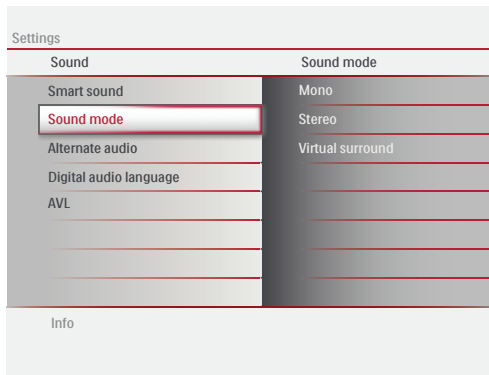 Settings
Sound
Sound mode
Smart sound
Mono
Sound mode
Stereo
Alternate audio
Virtual surround
Digital audio language
AVL
Info